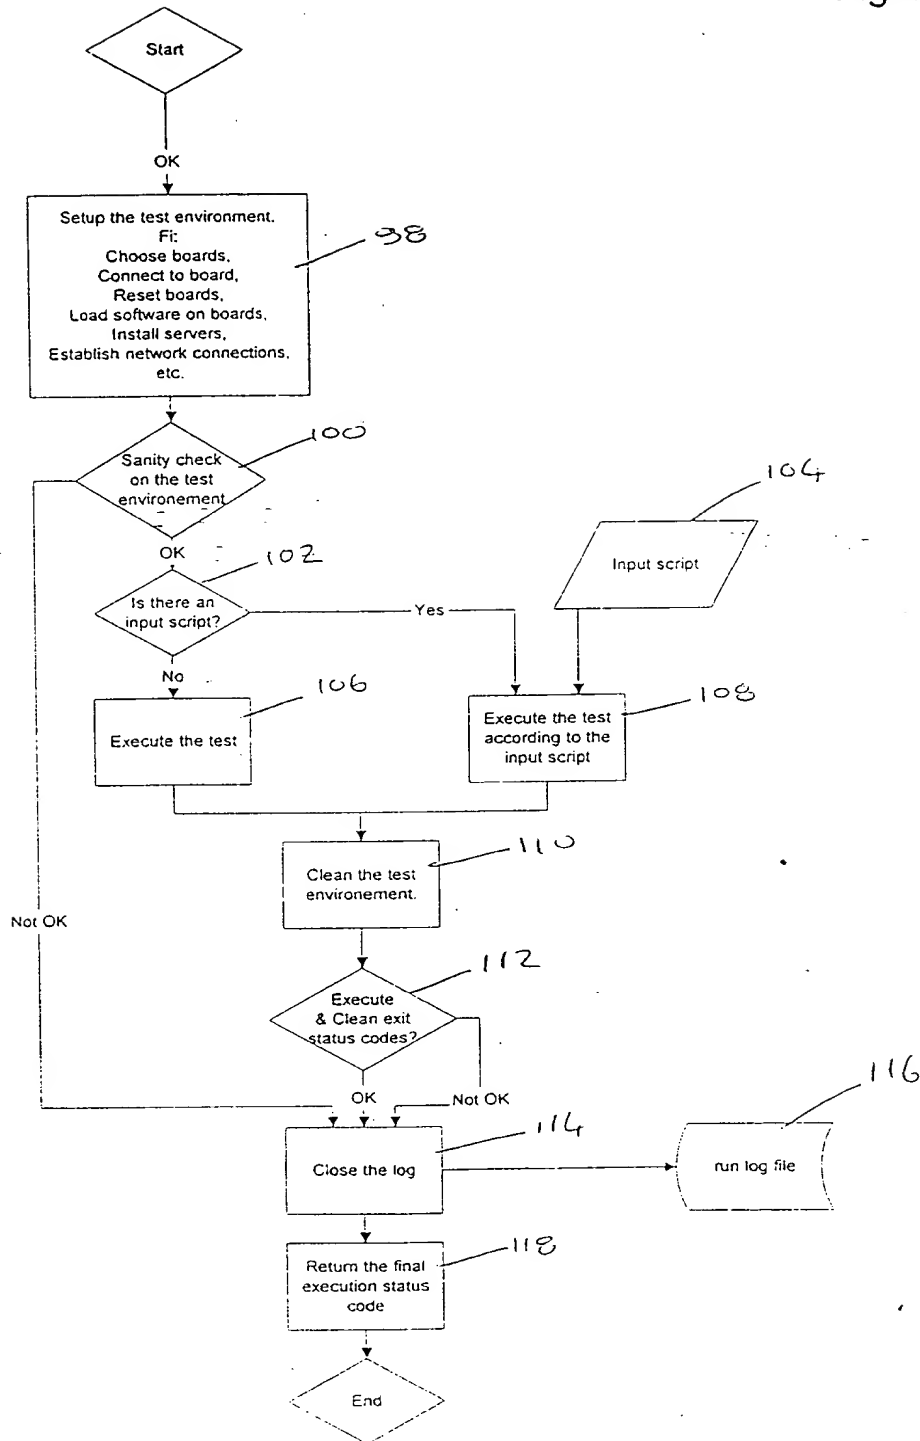 Start
OK
Setup the test environment.
Fi:
Choose boards,
Connect to board,
Reset boards,
Load software on boards,
Install servers,
Establish network connections,
etc.
98
Sanity check
on the test
environement
100
OK
102
104
Input script
Is there an
input script?
Yes
No
106
Execute the test
108
Execute the test
according to the
input script
110
Clean the test
environement.
Not OK
112
Execute
& Clean exit
status codes?
OK
Not OK
116
114
Close the log
run log file
118
Return the final
execution status
code
End